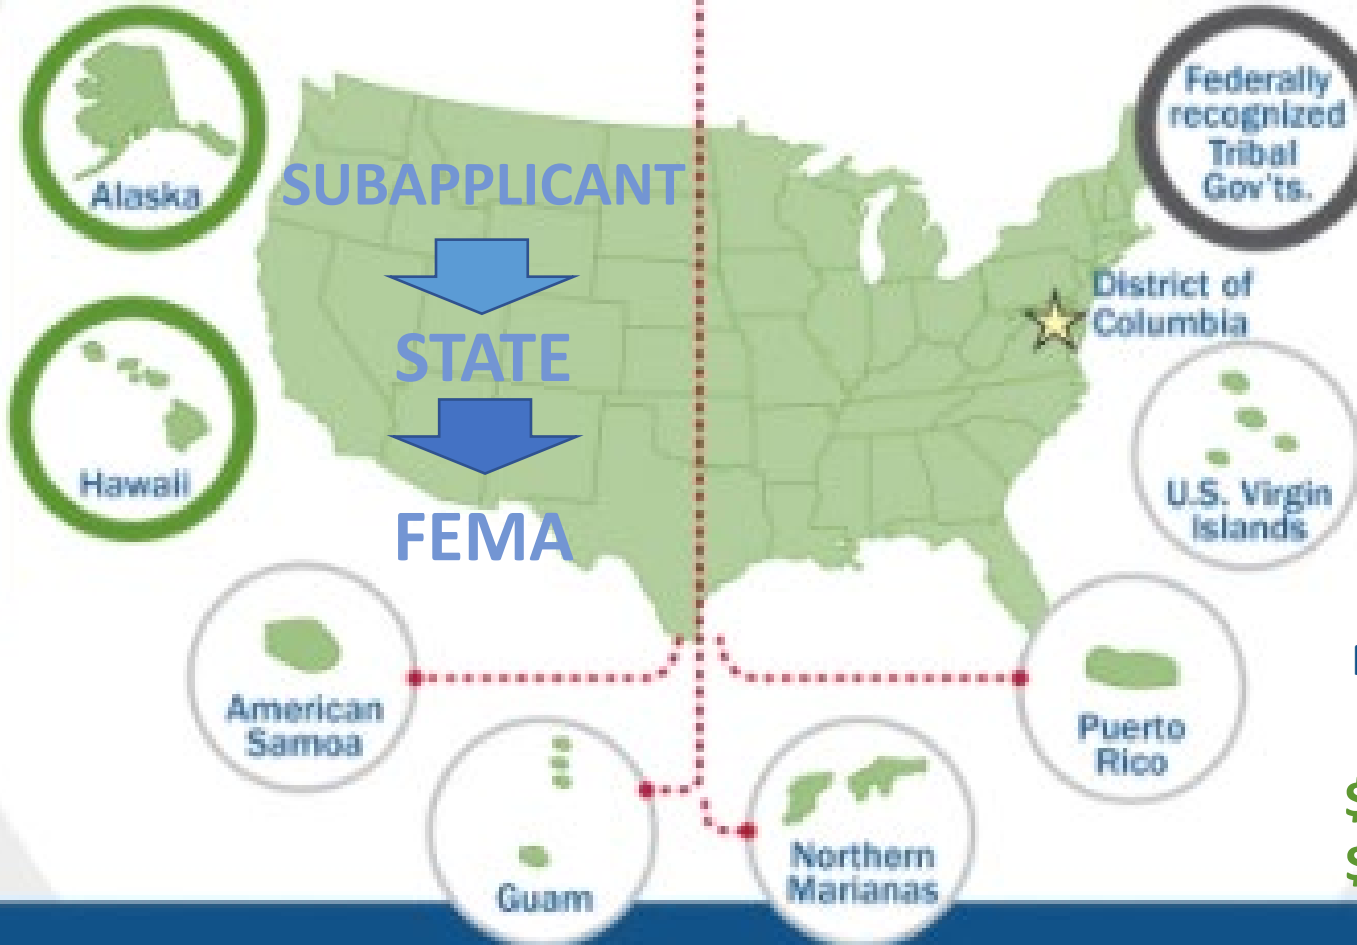 Alaska
SUBAPPLICANT
STATE
FEMA
Hawaii
Federally
recognized
Tribal
Gov'ts.
District of
Columbia
U.S. Virgin
Islands
American
Samoa
Guam
Northern
Marianas
Puerto
Rico
$
$